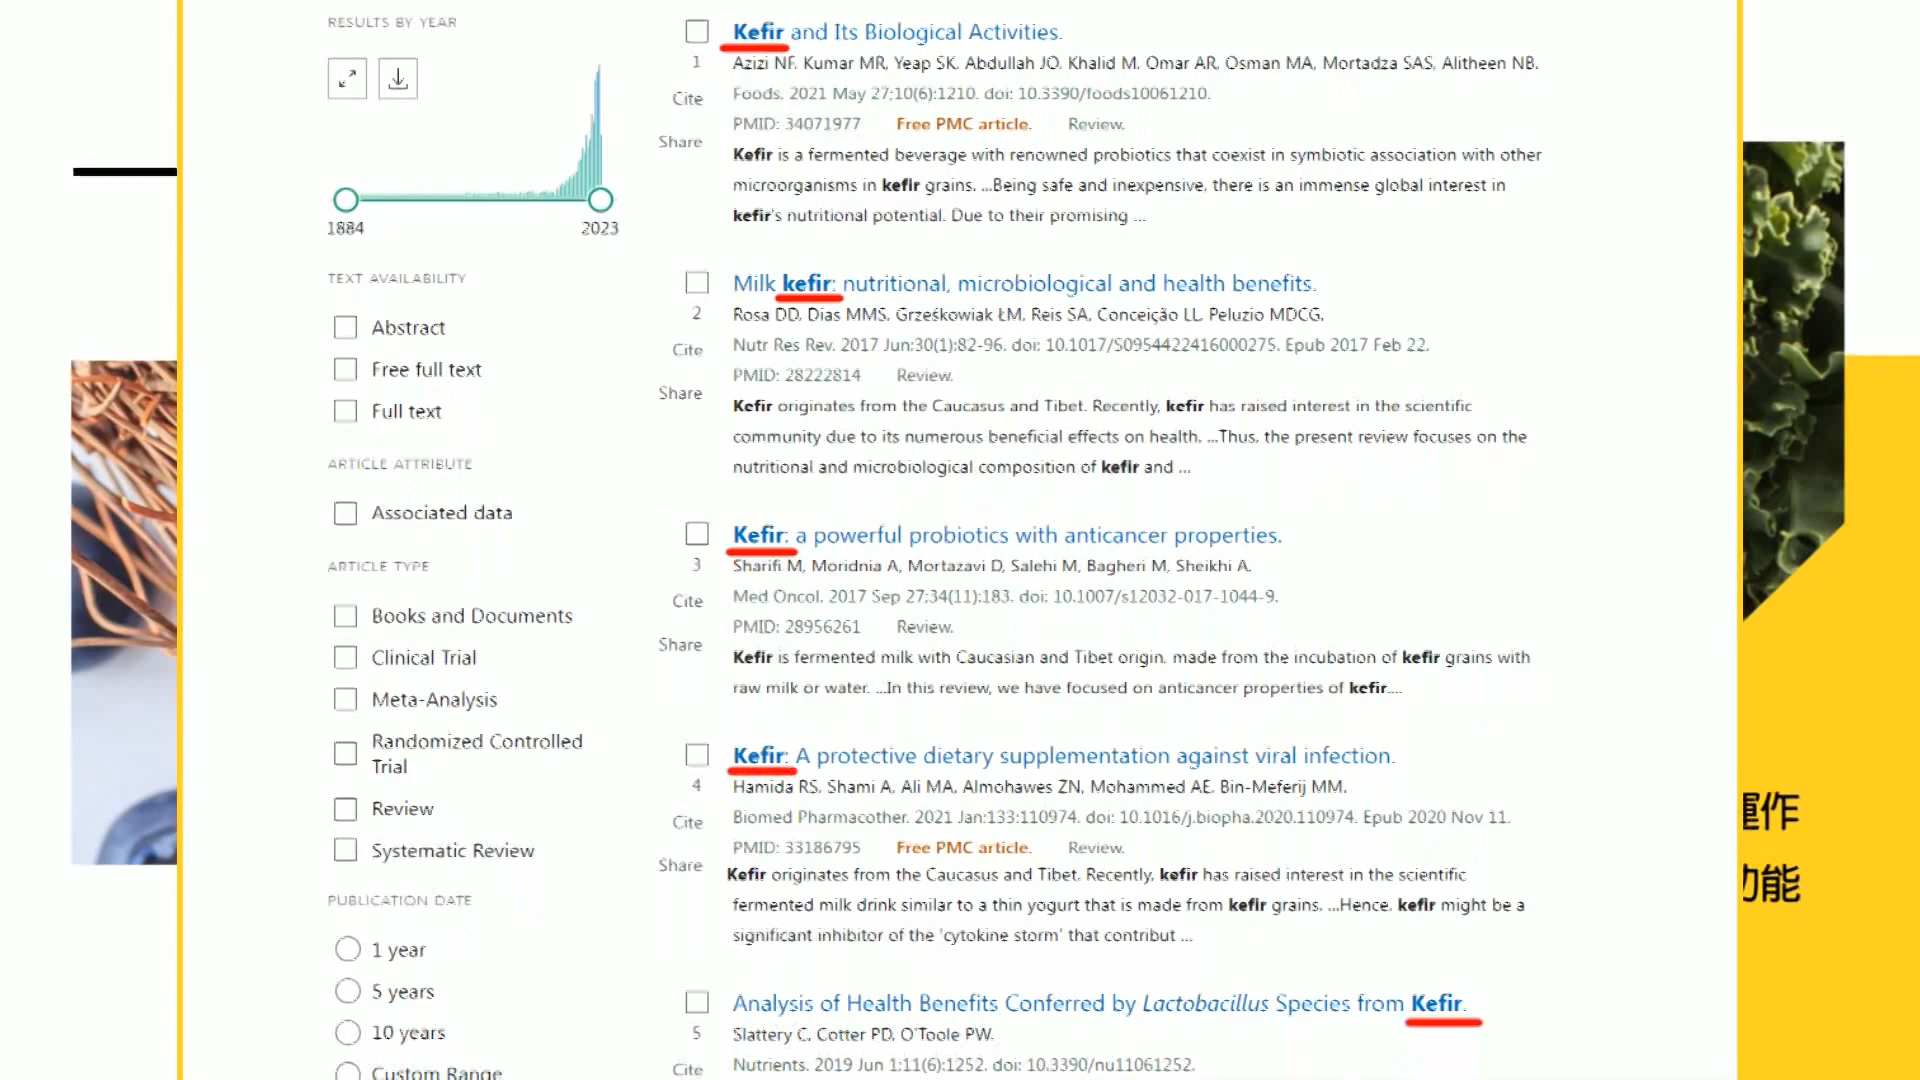 RESULTS BY YEAR
1884
2023
TEXT AVAILABILITY
Abstract
Free full text
Full text
ARTICLE ATTRIBUTE
Associated data
ARTICLE TYPE
Books and Documents
Clinical Trial
Meta-Analysis
Randomized Controlled
Trial
Review
Systematic Review
PUBLICATION DATE
1 year
5 years
10 years
Custom Range
Kefir and Its Biological Activities.
1
Azizi NF, Kumar MR, Yeap SK, Abdullah JO, Khalid M, Omar AR, Osman MA, Mortadza SAS, Alitheen NB.
Cite
Foods. 2021 May 27;10(6):1210. doi: 10.3390/foods10061210.
PMID: 34071977 Free PMC article. Review.
Share
Kefir is a fermented beverage with renowned probiotics that coexist in symbiotic association with other
microorganisms in kefir grains. ...Being safe and inexpensive, there is an immense global interest in
kefir's nutritional potential. Due to their promising ...
Milk kefir: nutritional, microbiological and health benefits.
2
Rosa DD, Dias MMS, Grześkowiak ŁM, Reis SA, Conceição LL, Peluzio MDCG.
Cite
Nutr Res Rev. 2017 Jun;30(1):82-96. doi: 10.1017/S0954422416000275. Epub 2017 Feb 22.
PMID: 28222814 Review.
Share
Kefir originates from the Caucasus and Tibet. Recently, kefir has raised interest in the scientific
community due to its numerous beneficial effects on health. ...Thus, the present review focuses on the
nutritional and microbiological composition of kefir and ...
Kefir: a powerful probiotics with anticancer properties.
3
Sharifi M, Moridnia A, Mortazavi D, Salehi M, Bagheri M, Sheikhi A.
Cite
Med Oncol. 2017 Sep 27;34(11):183. doi: 10.1007/s12032-017-1044-9.
PMID: 28956261 Review.
Share
Kefir is fermented milk with Caucasian and Tibet origin, made from the incubation of kefir grains with
raw milk or water. ...In this review, we have focused on anticancer properties of kefir....
Kefir: A protective dietary supplementation against viral infection.
4
Hamida RS, Shami A, Ali MA, Almohawes ZN, Mohammed AE, Bin-Meferij MM.
Cite
Biomed Pharmacother. 2021 Jan;133:110974. doi: 10.1016/j.biopha.2020.110974. Epub 2020 Nov 11.
PMID: 33186795 Free PMC article. Review.
Share
Kefir originates from the Caucasus and Tibet. Recently, kefir has raised interest in the scientific
fermented milk drink similar to a thin yogurt that is made from kefir grains. ...Hence, kefir might be a
significant inhibitor of the 'cytokine storm' that contribut ...
Analysis of Health Benefits Conferred by Lactobacillus Species from Kefir.
5
Slattery C, Cotter PD, O'Toole PW.
Cite
Nutrients. 2019 Jun 1;11(6):1252. doi: 10.3390/nu11061252.
運作
功能